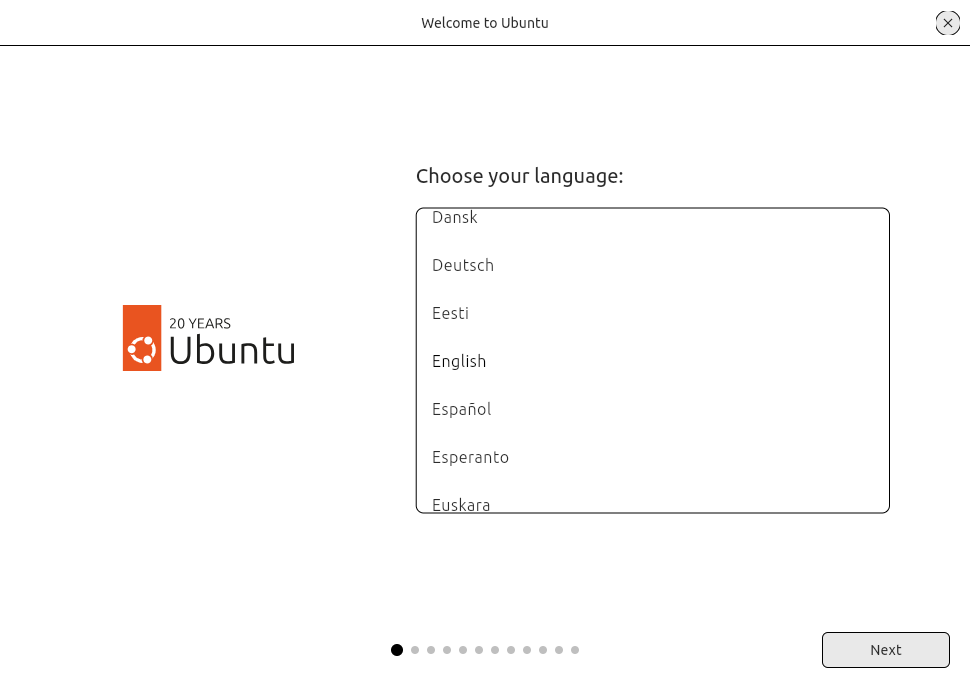 Welcome to Ubuntu
Choose your language:
Dansk
Deutsch
Eesti
English
Español
Esperanto
Euskara
20 YEARS
Ubuntu
Next